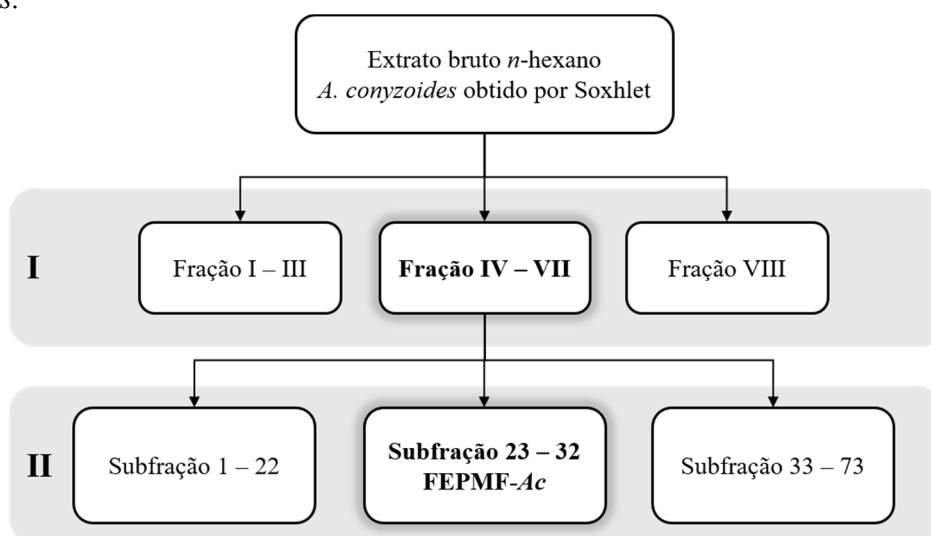 s.
Extrato bruto n-hexano
A. conyzoides obtido por Soxhlet
I
Fração I – III
Fração IV – VII
Fração VIII
II
Subfração 1 – 22
Subfração 23 – 32
FEPMF-Ac
Subfração 33 – 73